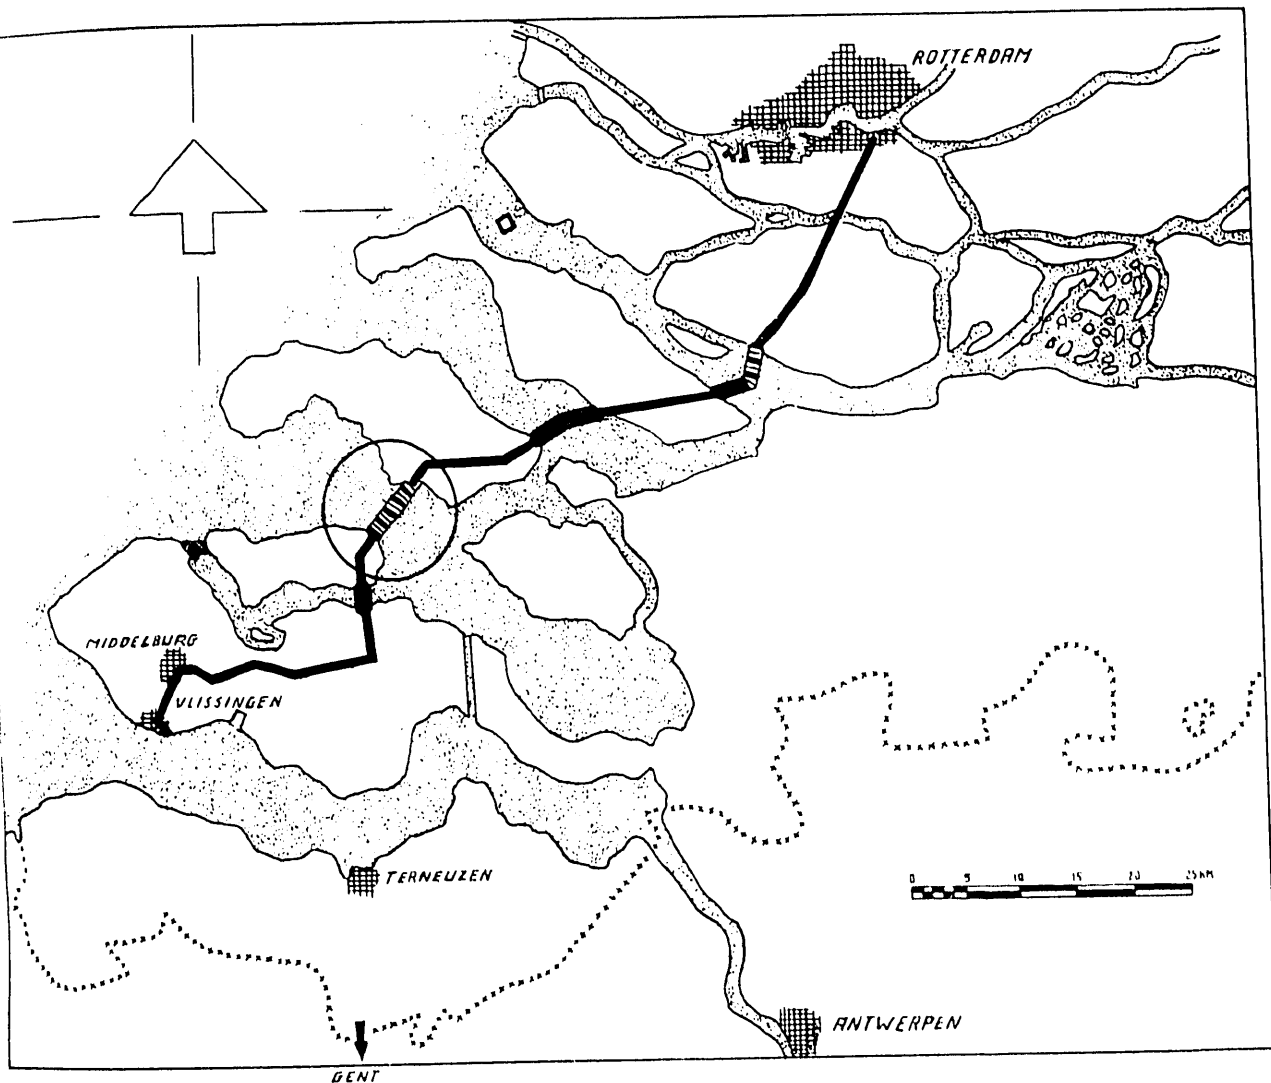 ROTTERDAM
MIDDELBURG
VLISSINGEN
TERNEUZEN
0 5 10 15 20 25 KM
ANTWERPEN
GENT